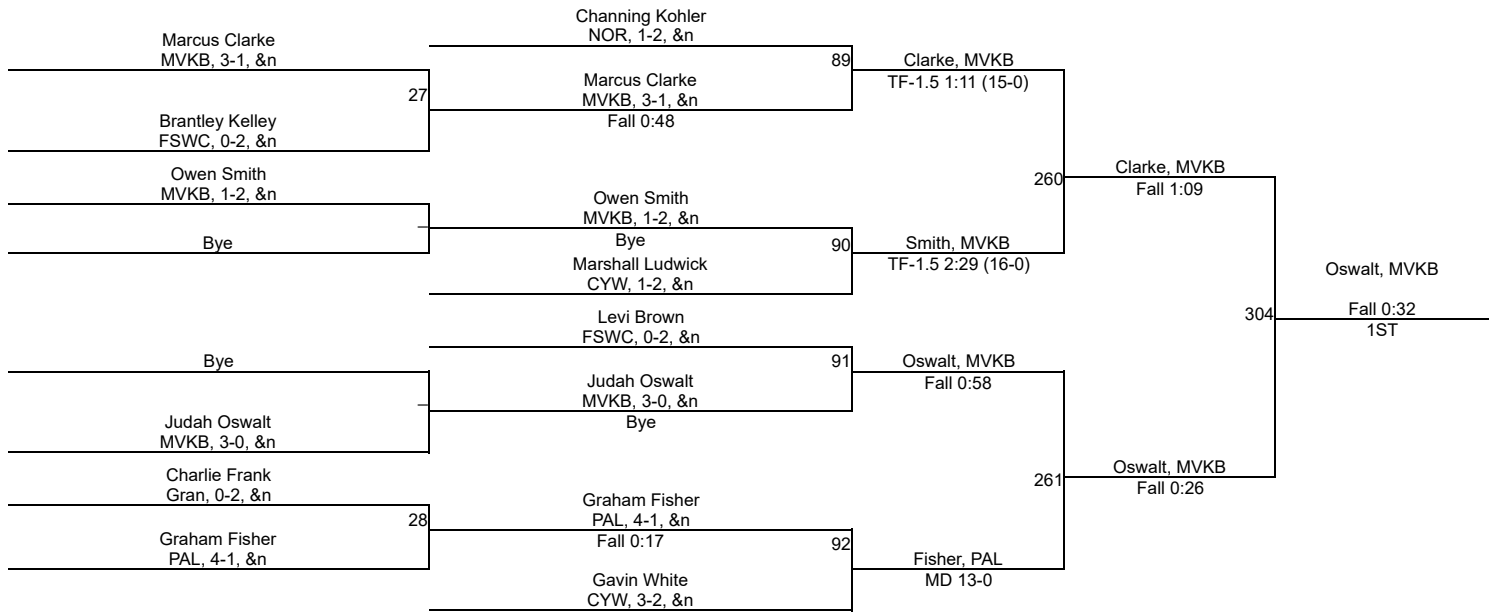 Marcus Clarke
MVKB, 3-1, &n
27
Brantley Kelley
FSWC, 0-2, &n
Owen Smith
MVKB, 1-2, &n
Bye
Bye
Judah Oswalt
MVKB, 3-0, &n
Charlie Frank
Gran, 0-2, &n
28
Graham Fisher
PAL, 4-1, &n
Channing Kohler
NOR, 1-2, &n
89
Marcus Clarke
MVKB, 3-1, &n
Fall 0:48
Owen Smith
MVKB, 1-2, &n
Bye
90
Marshall Ludwick
CYW, 1-2, &n
Levi Brown
FSWC, 0-2, &n
91
Judah Oswalt
MVKB, 3-0, &n
Bye
Graham Fisher
PAL, 4-1, &n
Fall 0:17
92
Gavin White
CYW, 3-2, &n
Clarke, MVKB
TF-1.5 1:11 (15-0)
260
Smith, MVKB
TF-1.5 2:29 (16-0)
Oswalt, MVKB
Fall 0:58
261
Fisher, PAL
MD 13-0
Clarke, MVKB
Fall 1:09
304
Oswalt, MVKB
Fall 0:26
Oswalt, MVKB
Fall 0:32
1ST